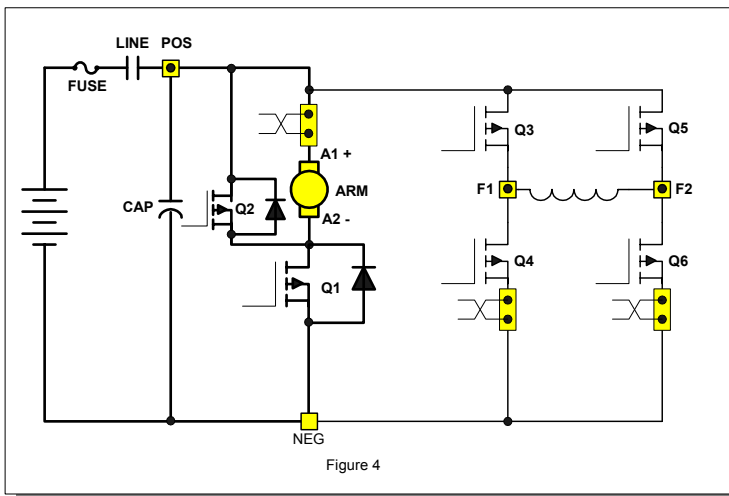 LINE POS
FUSE
Q3
Q5
A1 +
ARM
F1
F2
CAP
Q2
A2 -
Q4
Q6
Q1
NEG
Figure 4